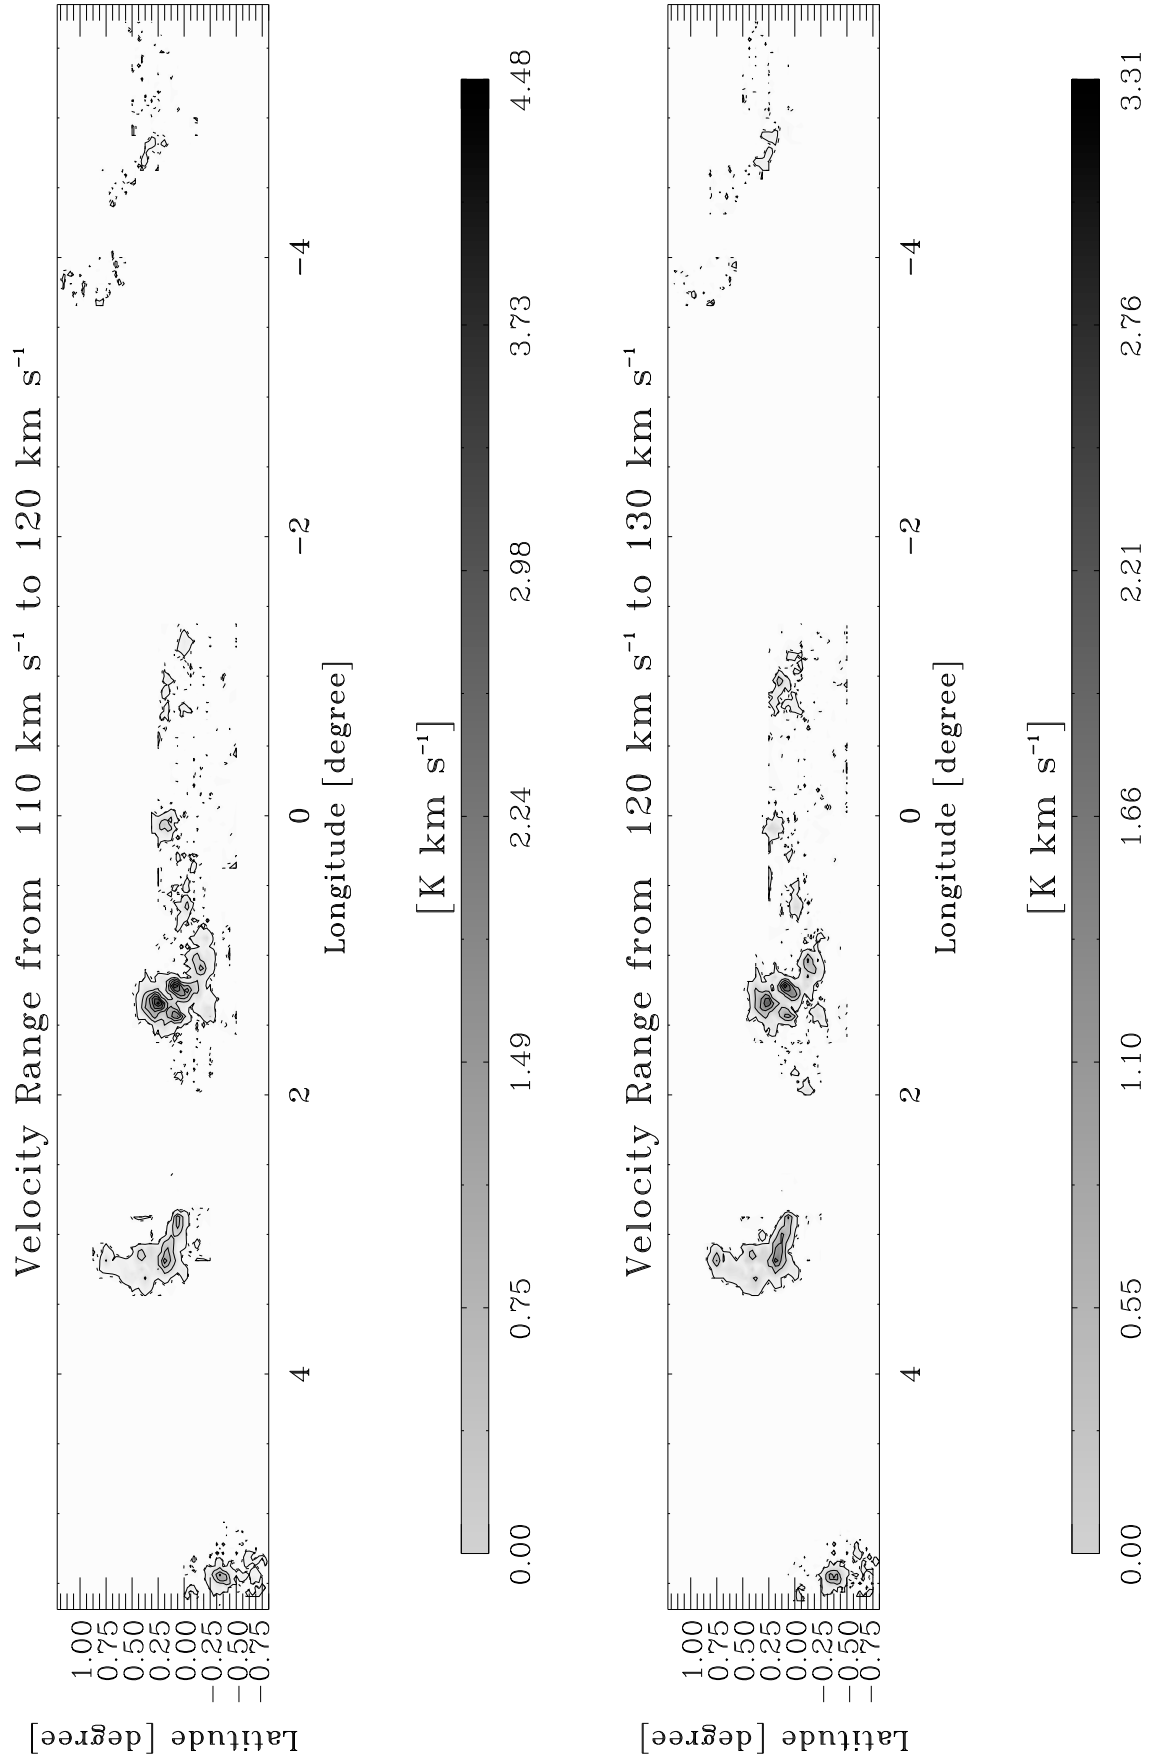 Velocity Range from 110 km s⁻¹ to 120 km s⁻¹
1.00
0.75
0.50
0.25
0.00
−0.25
−0.50
−0.75
Latitude [degree]
4 2 0 −2 −4
Longitude [degree]
[K km s⁻¹]
0.00 0.75 1.49 2.24 2.98 3.73 4.48
Velocity Range from 120 km s⁻¹ to 130 km s⁻¹
1.00
0.75
0.50
0.25
0.00
−0.25
−0.50
−0.75
Latitude [degree]
4 2 0 −2 −4
Longitude [degree]
[K km s⁻¹]
0.00 0.55 1.10 1.66 2.21 2.76 3.31